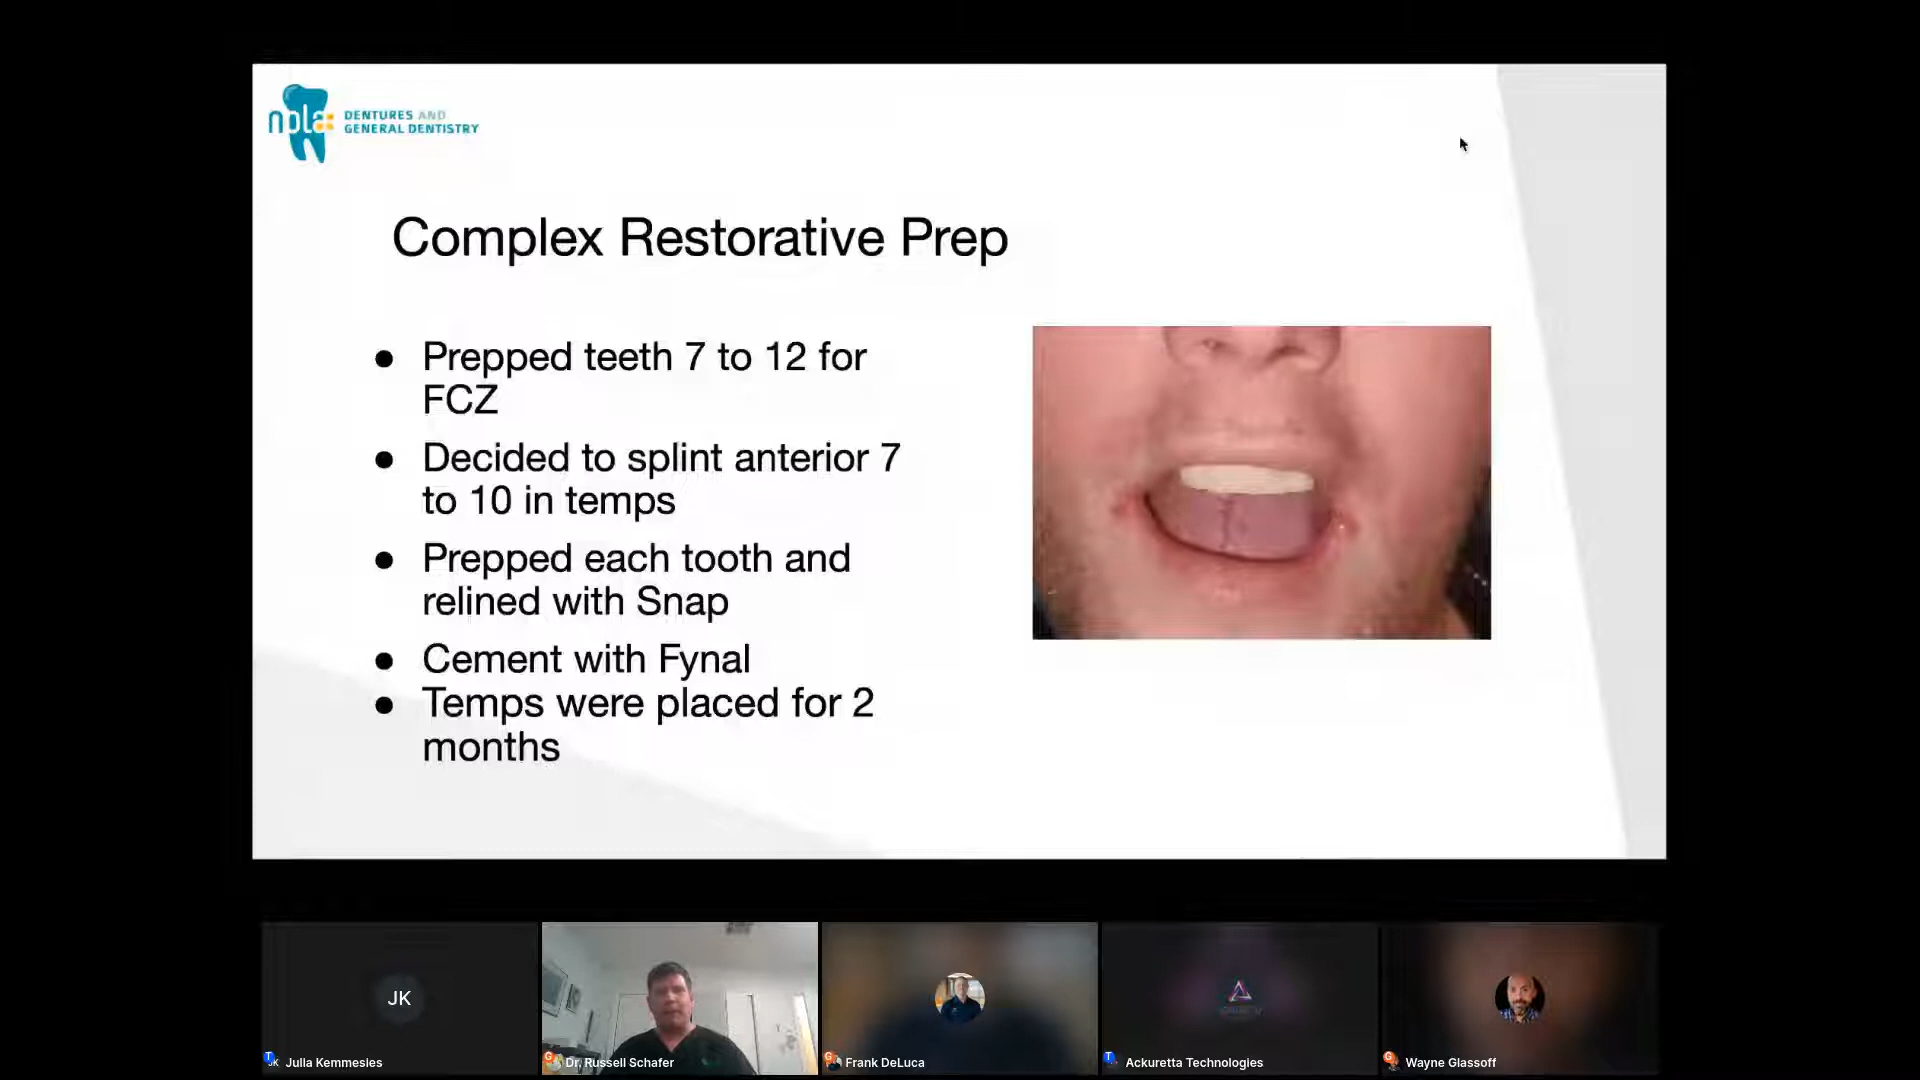 npla:
DENTURES AND
GENERAL DENTISTRY
Complex Restorative Prep
● Prepped teeth 7 to 12 for
FCZ
● Decided to splint anterior 7
to 10 in temps
● Prepped each tooth and
relined with Snap
● Cement with Fynal
● Temps were placed for 2
months
JK
T JK Julia Kemmesies
G Dr. Russell Schafer
G Frank DeLuca
T Ackuretta Technologies
G Wayne Glassoff